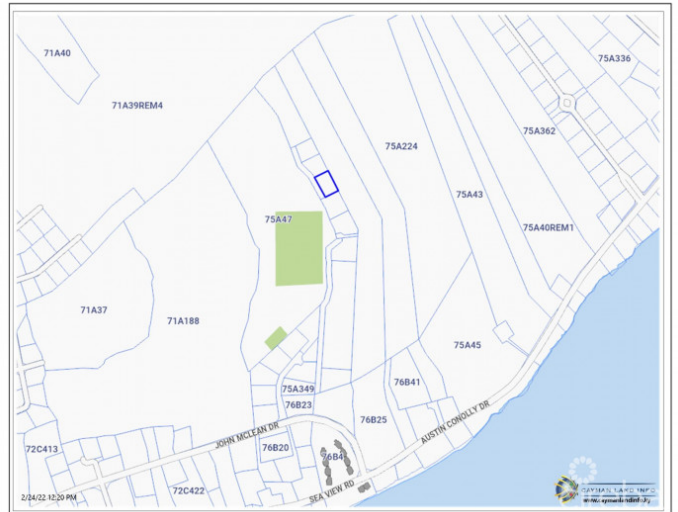 71A40
75A336
71A39REM4
75A362
75A224
75A43
75A47
75A40REM1
71A37
71A188
75A45
76B41
75A349
76B23
76B25
AUSTIN CONOLLY DR
JOHN MCLEAN DR
72C413
76B20
76B4
72C422
SEA VIEW RD
2/24/22 12:20 PM
CAYMAN LAND INFO